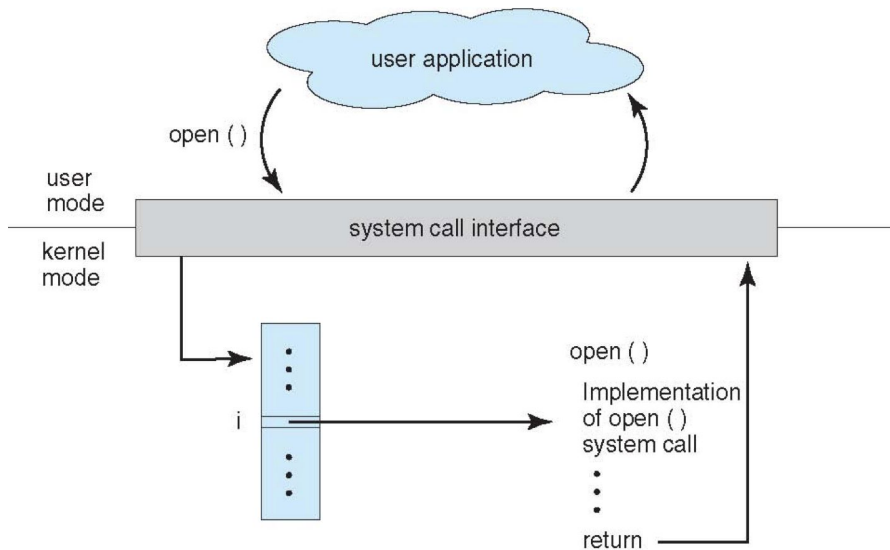 user application
open ( )
user
mode
system call interface
kernel
mode
open ( )
i
Implementation
of open ( )
system call
return